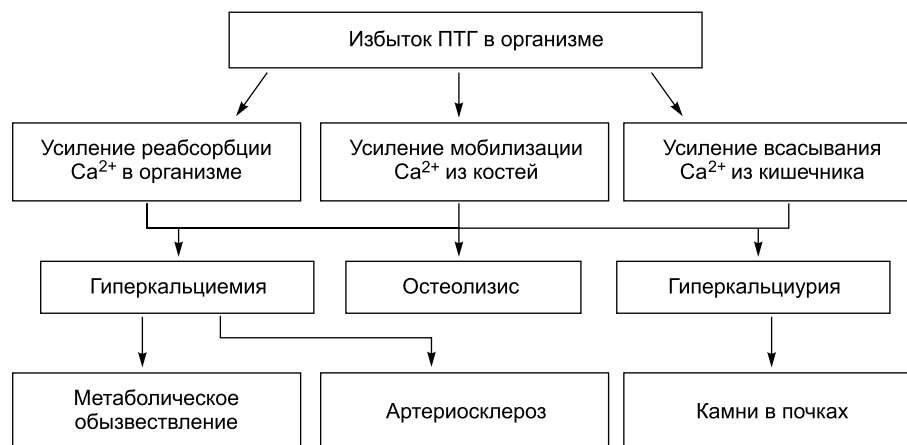 Избыток ПТГ в организме
Усиление реабсорбции
Ca²⁺ в организме
Усиление мобилизации
Ca²⁺ из костей
Усиление всасывания
Ca²⁺ из кишечника
Гиперкальциемия
Остеолизис
Гиперкальциурия
Метаболическое
обызвествление
Артериосклероз
Камни в почках